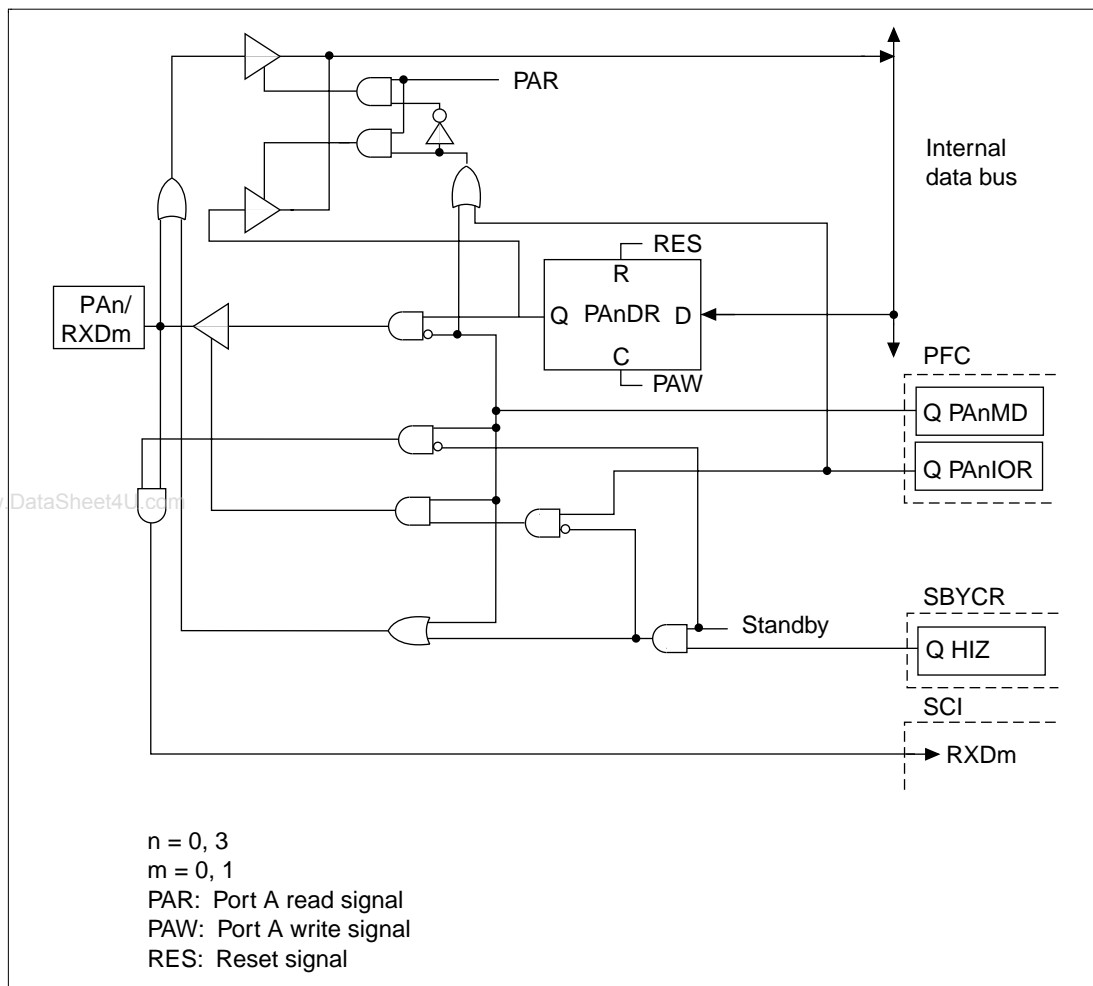 PAR
Internal
data bus
RES
R
PAn/
RXDm
Q PAnDR D
C
PAW
PFC
Q PAnMD
Q PAnIOR
w.DataSheet4U.com
SBYCR
Standby
Q HIZ
SCI
RXDm
n = 0, 3
m = 0, 1
PAR: Port A read signal
PAW: Port A write signal
RES: Reset signal